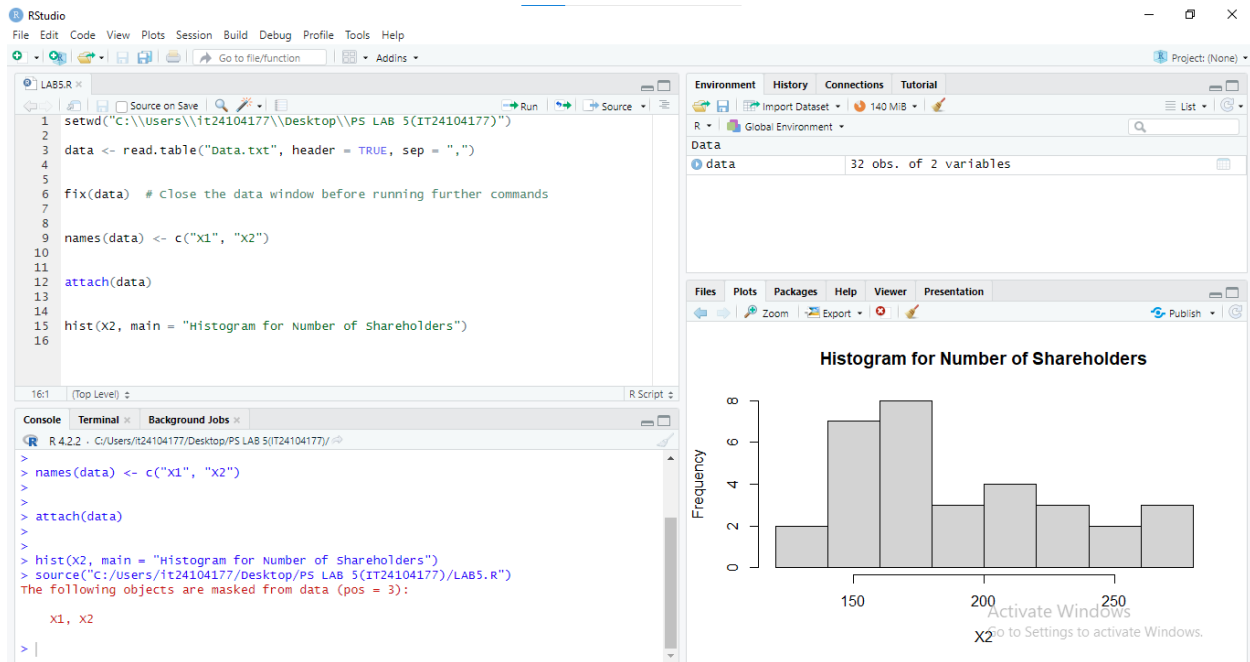 RStudio
File Edit Code View Plots Session Build Debug Profile Tools Help
Go to file/function Addins Project: (None)
LAB5.R
Source on Save Run Source
1 setwd("C:\\Users\\it24104177\\Desktop\\PS LAB 5(IT24104177)")
2
3 data <- read.table("Data.txt", header = TRUE, sep = ",")
4
5
6 fix(data) # Close the data window before running further commands
7
8
9 names(data) <- c("X1", "X2")
10
11
12 attach(data)
13
14
15 hist(X2, main = "Histogram for Number of Shareholders")
16
16:1 (Top Level) R Script
Console Terminal Background Jobs
R 4.2.2 · C:/Users/it24104177/Desktop/PS LAB 5(IT24104177)/
>
> names(data) <- c("X1", "X2")
>
>
> attach(data)
>
>
> hist(X2, main = "Histogram for Number of Shareholders")
> source("C:/Users/it24104177/Desktop/PS LAB 5(IT24104177)/LAB5.R")
The following objects are masked from data (pos = 3):
X1, X2
>
Environment History Connections Tutorial
Import Dataset 140 MiB List
R Global Environment
Data
data 32 obs. of 2 variables
Files Plots Packages Help Viewer Presentation
Zoom Export Publish
Histogram for Number of Shareholders
Frequency
8
6
4
2
0
150 200 250
X2
Activate Windows
Go to Settings to activate Windows.